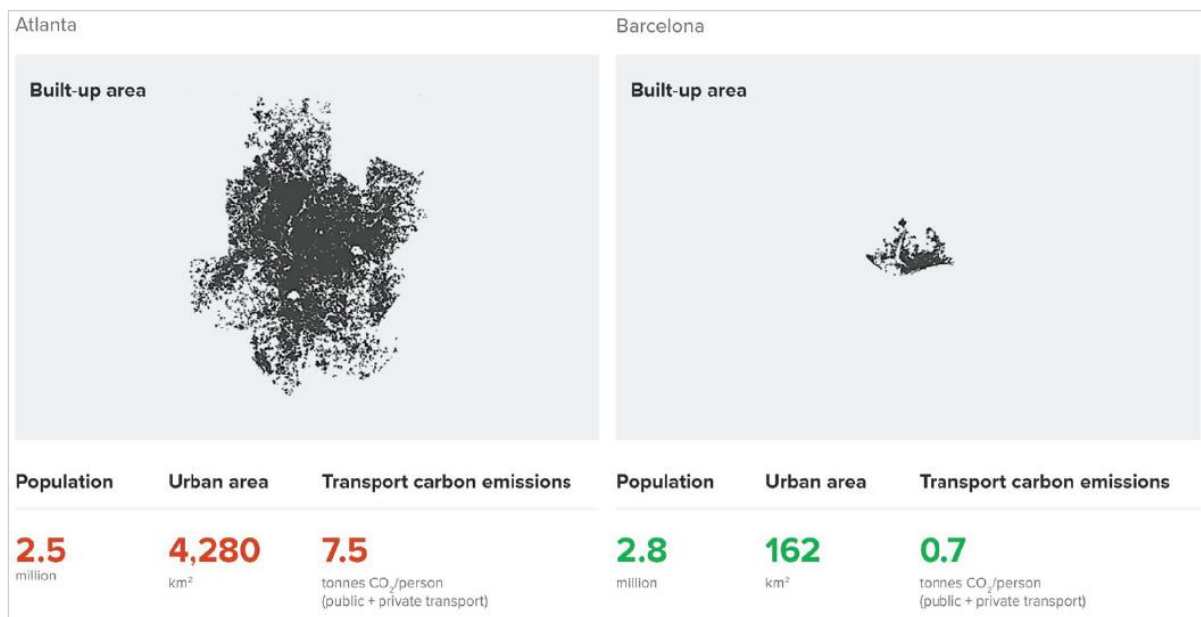 Atlanta
Built-up area
Population Urban area Transport carbon emissions
2.5 4,280 7.5
million km² tonnes CO₂/person
(public + private transport)
Barcelona
Built-up area
Population Urban area Transport carbon emissions
2.8 162 0.7
million km² tonnes CO₂/person
(public + private transport)